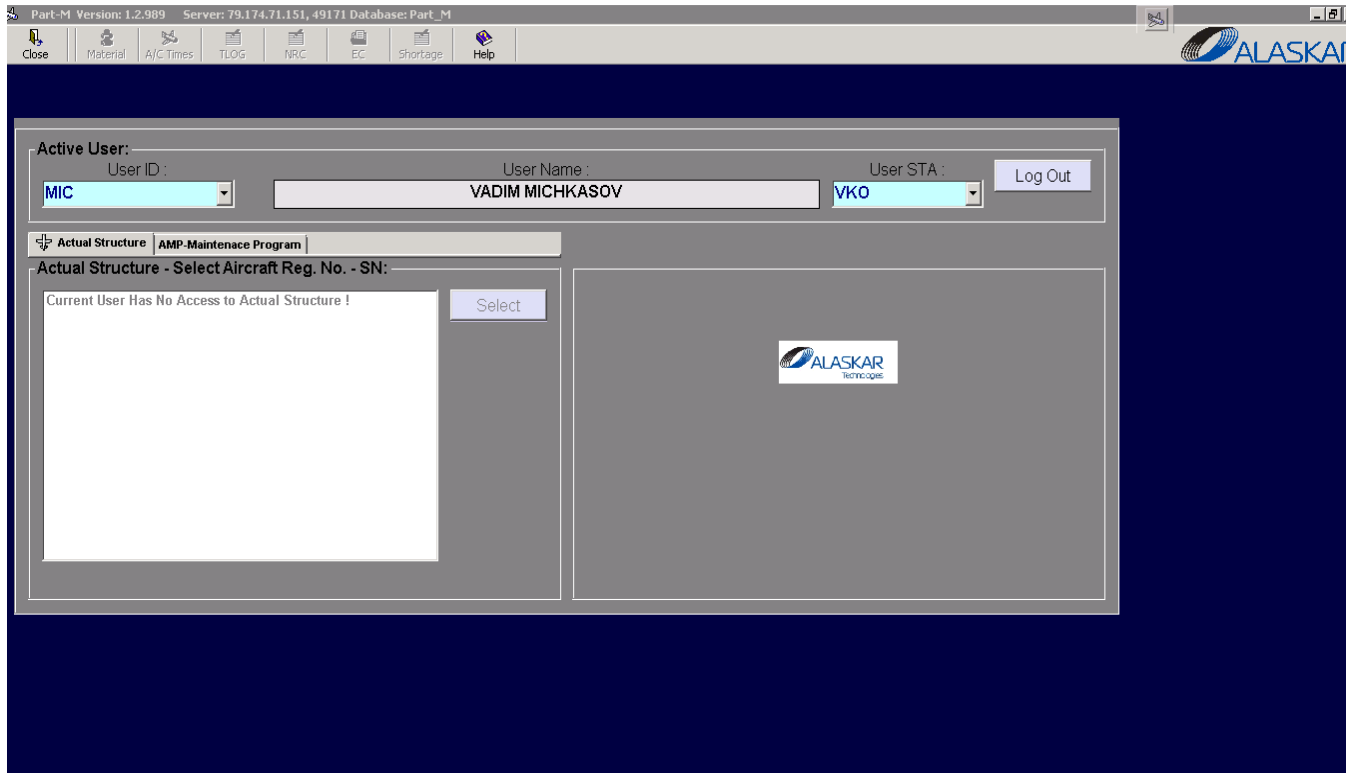 Part-M Version: 1.2.989 Server: 79.174.71.151, 49171 Database: Part_M
Close Material A/C Times TLOG NRC EC Shortage Help
ALASKAR
Active User:
User ID : User Name : User STA :
MIC VADIM MICHKASOV VKO Log Out
Actual Structure AMP-Maintenace Program
Actual Structure - Select Aircraft Reg. No. - SN:
Current User Has No Access to Actual Structure !
Select
ALASKAR